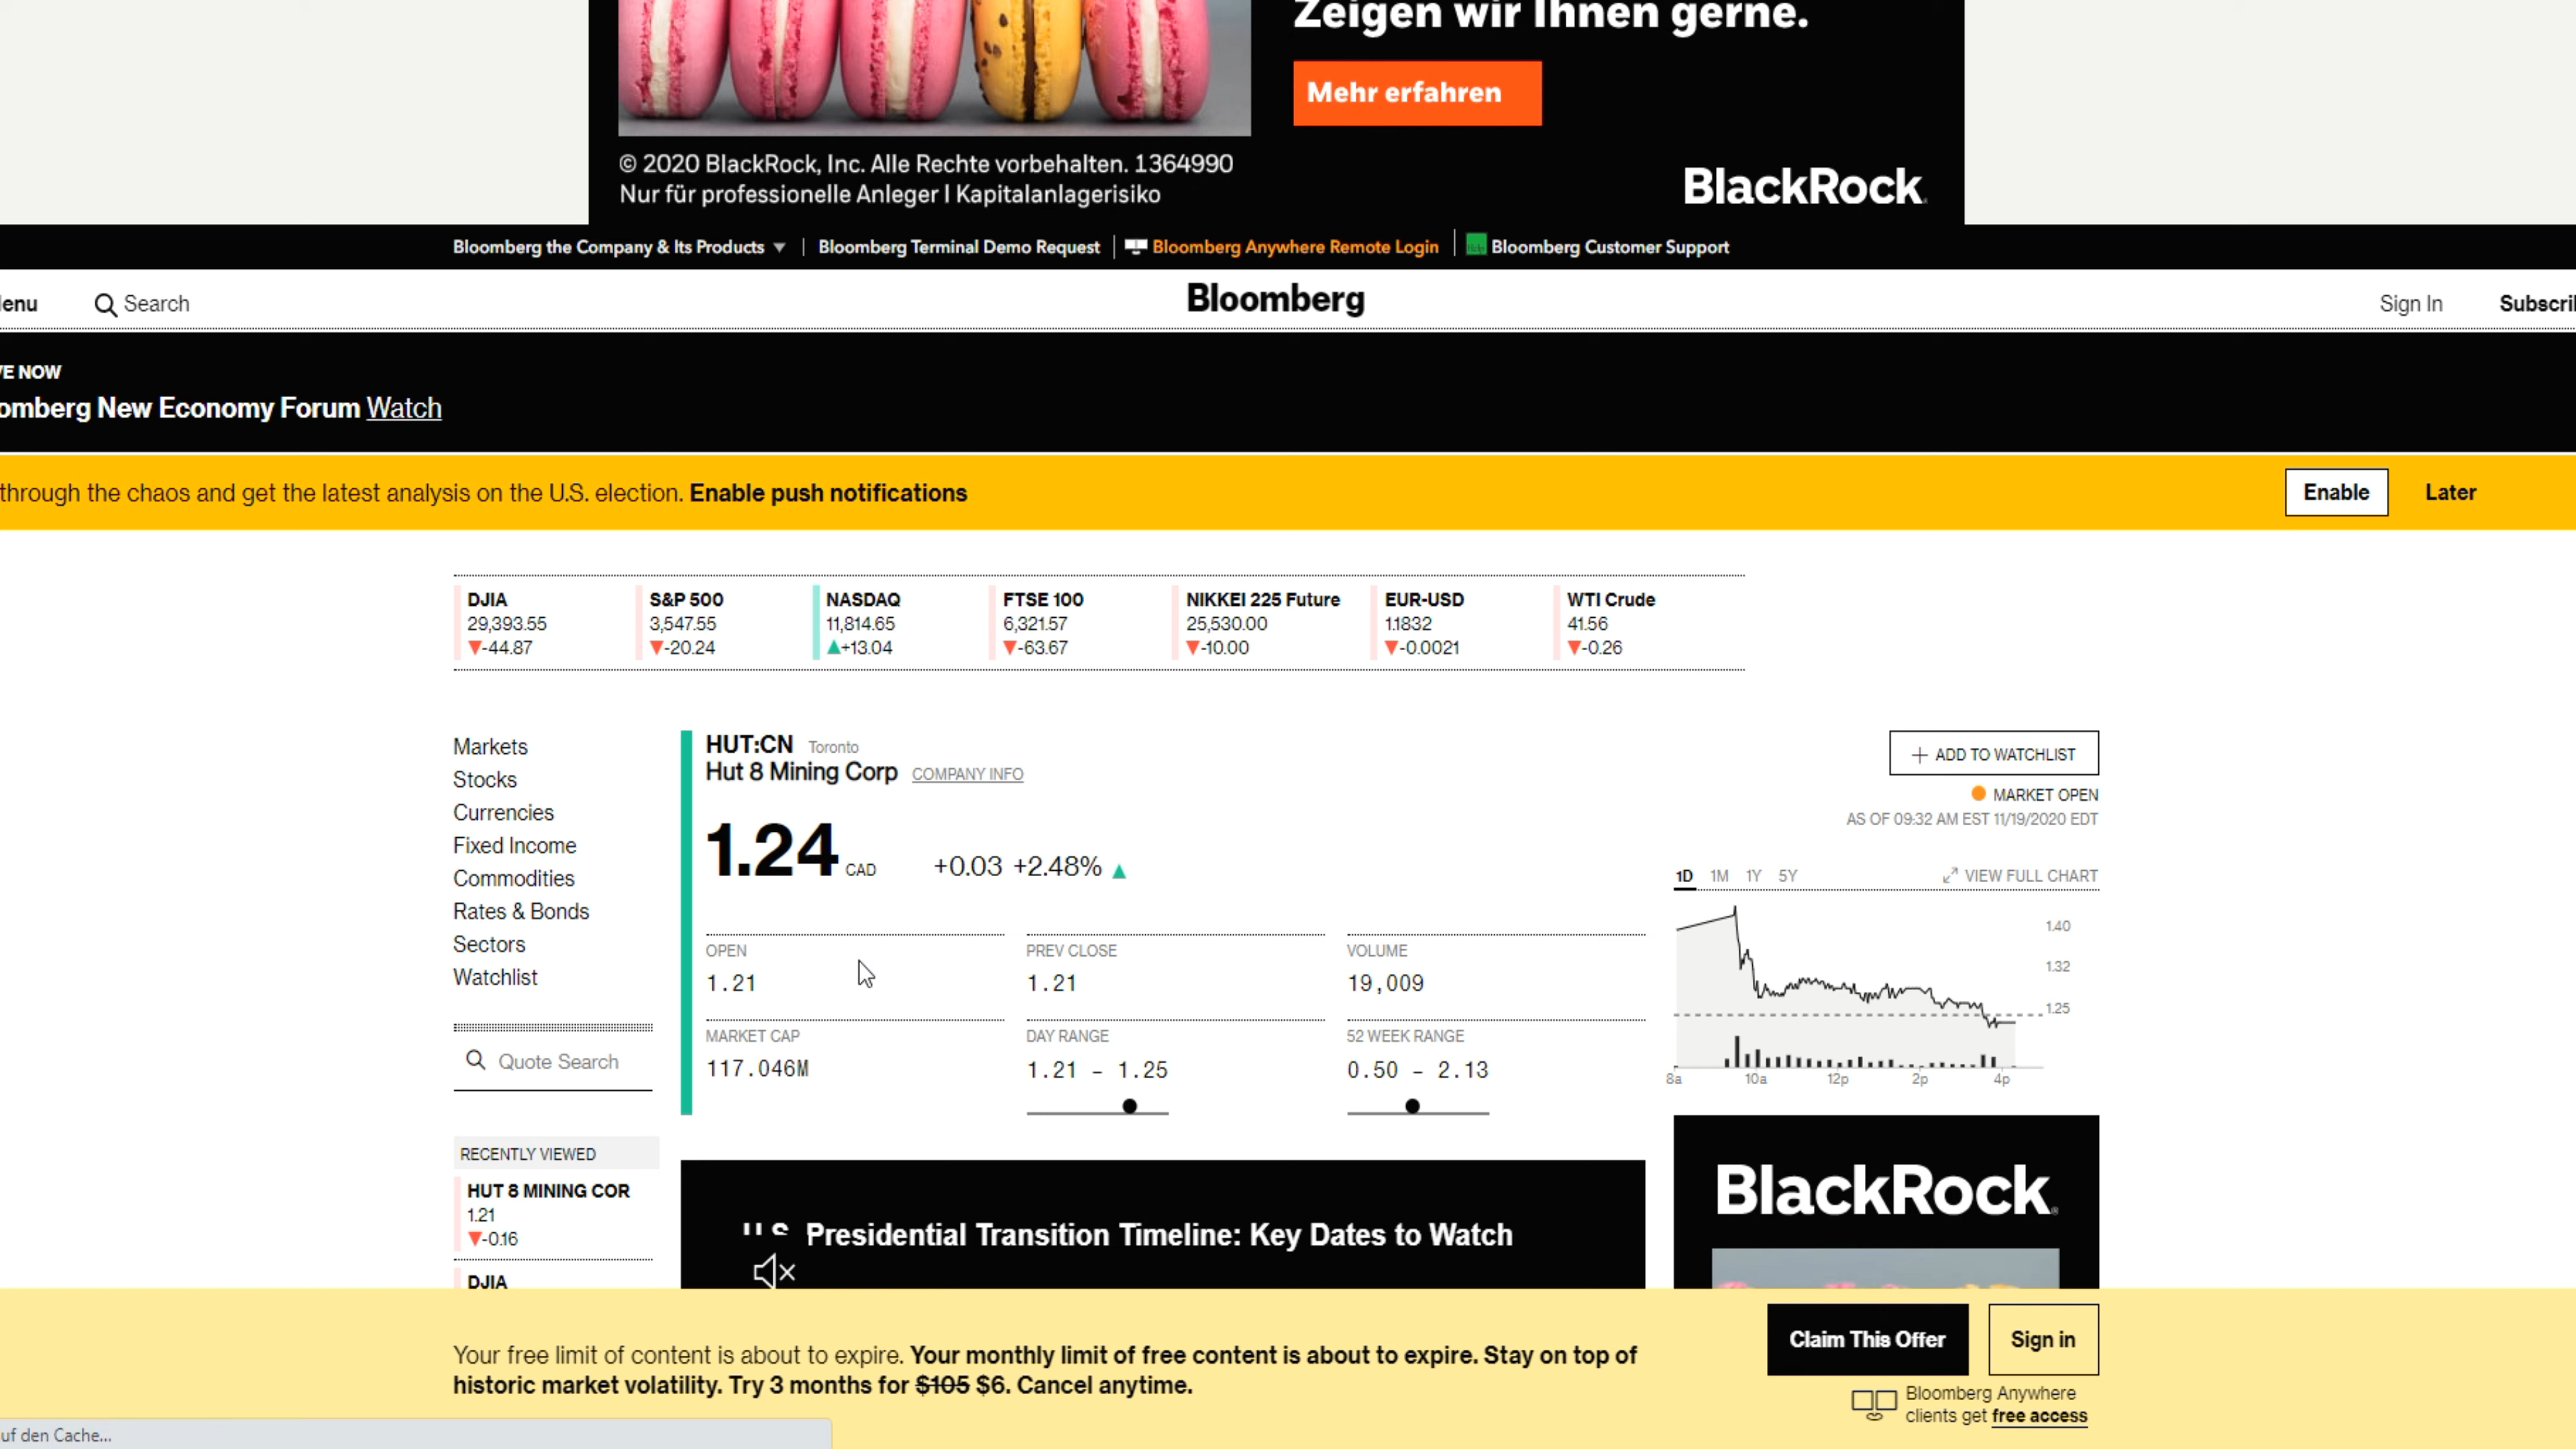 Zeigen wir Ihnen gerne.
Mehr erfahren
© 2020 BlackRock, Inc. Alle Rechte vorbehalten. 1364990
Nur für professionelle Anleger I Kapitalanlagerisiko
BlackRock
Bloomberg the Company & Its Products ▼ | Bloomberg Terminal Demo Request | Bloomberg Anywhere Remote Login | Bloomberg Customer Support
enu
Search
Bloomberg
Sign In
Subscri
VE NOW
omberg New Economy Forum Watch
through the chaos and get the latest analysis on the U.S. election. Enable push notifications
Enable
Later
DJIA
29,393.55
▼-44.87
S&P 500
3,547.55
▼-20.24
NASDAQ
11,814.65
▲+13.04
FTSE 100
6,321.57
▼-63.67
NIKKEI 225 Future
25,530.00
▼-10.00
EUR-USD
1.1832
▼-0.0021
WTI Crude
41.56
▼-0.26
Markets
Stocks
Currencies
Fixed Income
Commodities
Rates & Bonds
Sectors
Watchlist
Quote Search
RECENTLY VIEWED
HUT 8 MINING COR
1.21
▼-0.16
DJIA
HUT:CN Toronto
Hut 8 Mining Corp COMPANY INFO
1.24 CAD +0.03 +2.48% ▲
OPEN
1.21
PREV CLOSE
1.21
VOLUME
19,009
MARKET CAP
117.046M
DAY RANGE
1.21 - 1.25
52 WEEK RANGE
0.50 - 2.13
+ ADD TO WATCHLIST
MARKET OPEN
AS OF 09:32 AM EST 11/19/2020 EDT
1D 1M 1Y 5Y
VIEW FULL CHART
1.40
1.32
1.25
8a 10a 12p 2p 4p
U.S. Presidential Transition Timeline: Key Dates to Watch
BlackRock
Your free limit of content is about to expire. Your monthly limit of free content is about to expire. Stay on top of
historic market volatility. Try 3 months for $105 $6. Cancel anytime.
Claim This Offer
Sign in
Bloomberg Anywhere
clients get free access
uf den Cache...